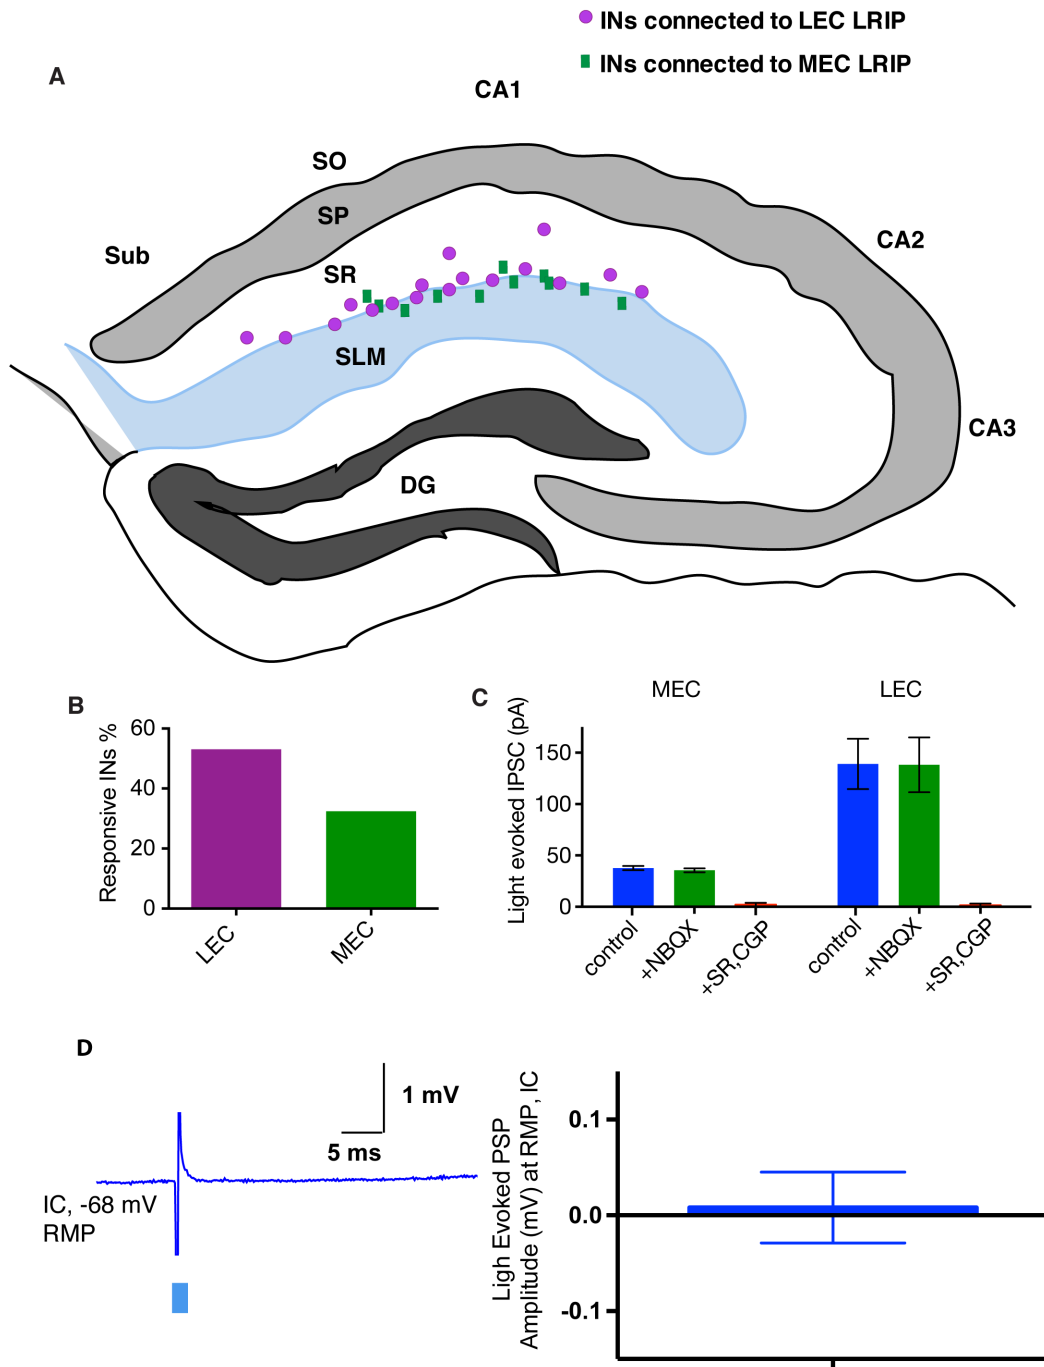 INs connected to LEC LRIP
INs connected to MEC LRIP
A
CA1
SO
SP
Sub
CA2
SR
SLM
CA3
DG
B
Responsive INs %
60
40
20
0
LEC
MEC
C
MEC
LEC
Light evoked IPSC (pA)
150
100
50
0
control
+NBQX
+SR,CGP
control
+NBQX
+SR,CGP
D
1 mV
5 ms
IC, -68 mV
RMP
Ligh Evoked PSP
Amplitude (mV) at RMP, IC
0.1
0.0
-0.1